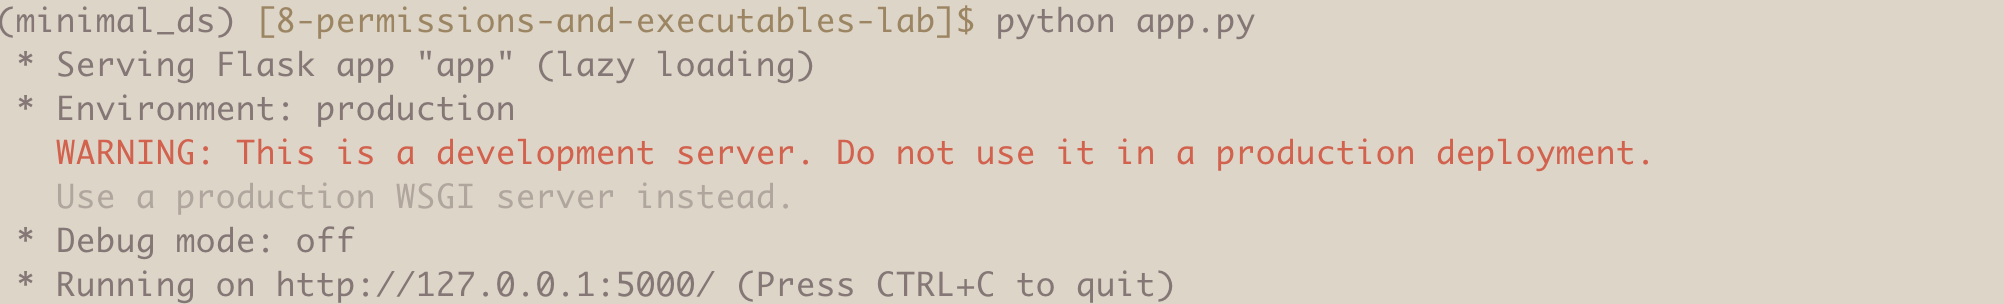 (minimal_ds) [8-permissions-and-executables-lab]$ python app.py
* Serving Flask app "app" (lazy loading)
* Environment: production
WARNING: This is a development server. Do not use it in a production deployment.
Use a production WSGI server instead.
* Debug mode: off
* Running on http://127.0.0.1:5000/ (Press CTRL+C to quit)